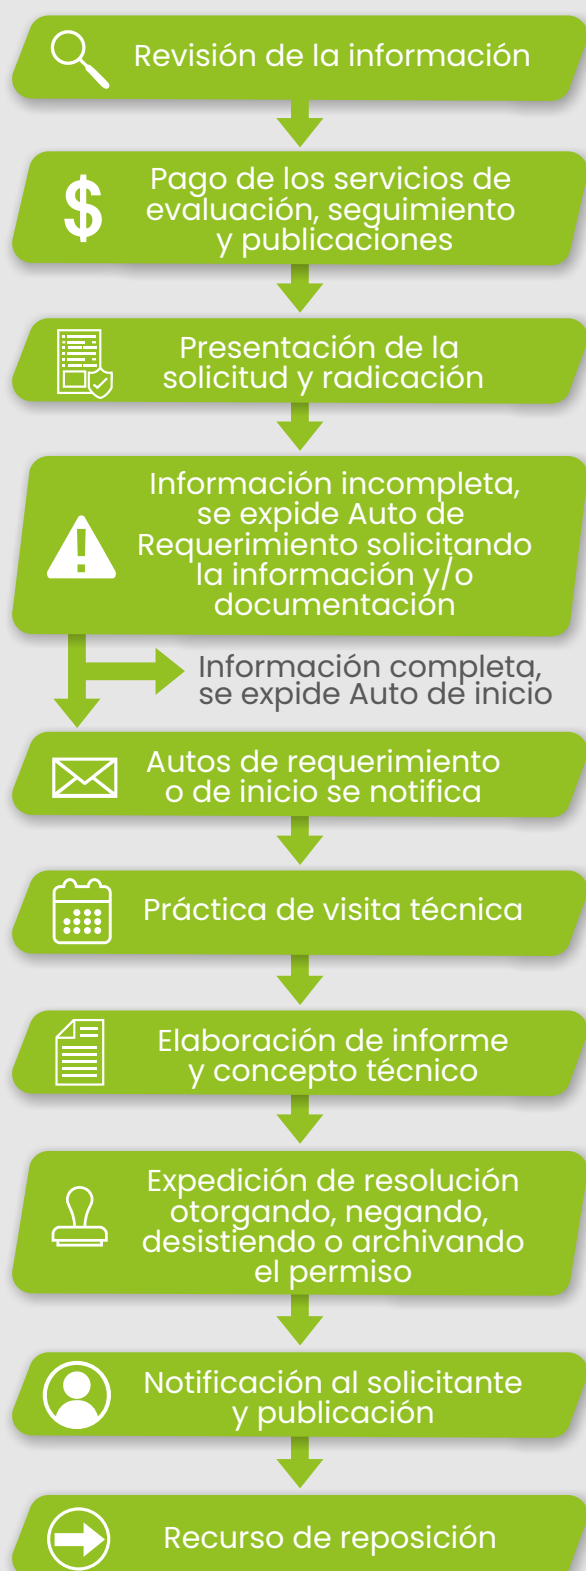 Revisión de la información
$
Pago de los servicios de
evaluación, seguimiento
y publicaciones
Presentación de la
solicitud y radicación
Información incompleta,
se expide Auto de
Requerimiento solicitando
la información y/o
documentación
Información completa,
se expide Auto de inicio
Autos de requerimiento
o de inicio se notifica
Práctica de visita técnica
Elaboración de informe
y concepto técnico
Expedición de resolución
otorgando, negando,
desistiendo o archivando
el permiso
Notificación al solicitante
y publicación
Recurso de reposición